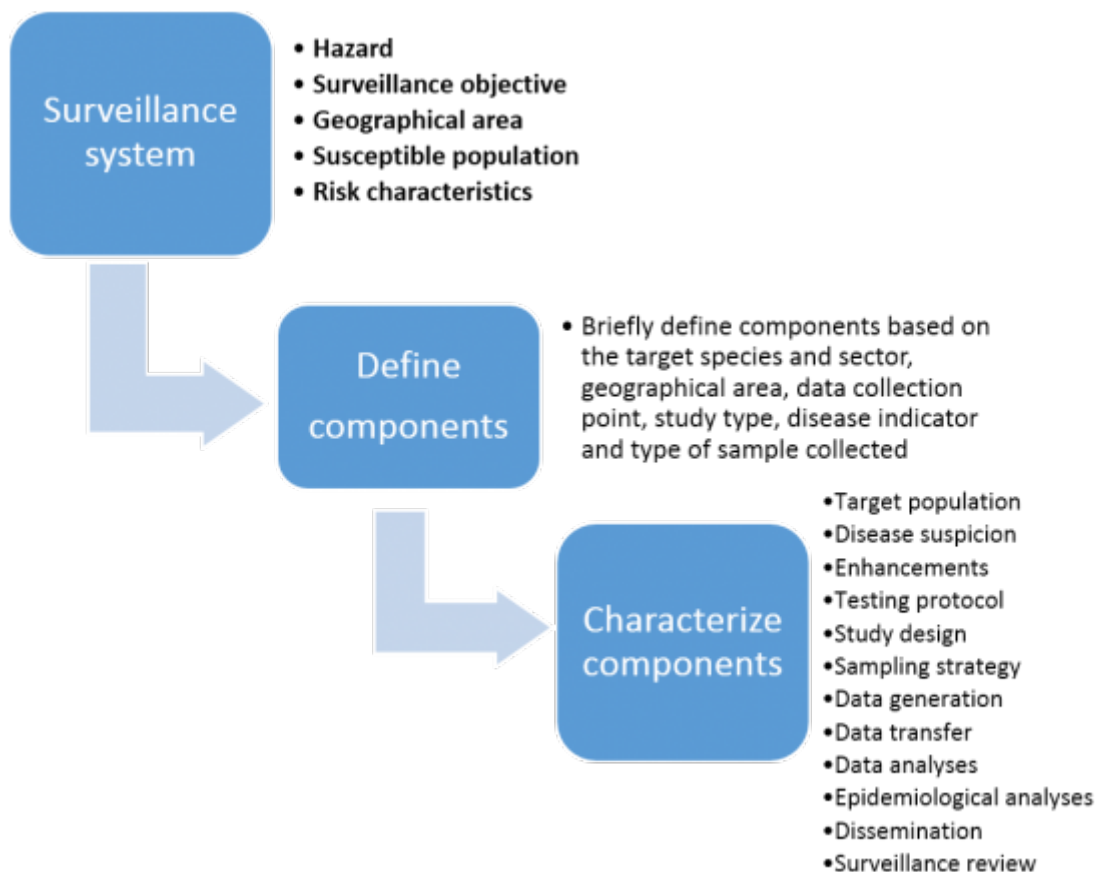 Surveillance
system
• Hazard
• Surveillance objective
• Geographical area
• Susceptible population
• Risk characteristics
Define
components
• Briefly define components based on
the target species and sector,
geographical area, data collection
point, study type, disease indicator
and type of sample collected
Characterize
components
•Target population
•Disease suspicion
•Enhancements
•Testing protocol
•Study design
•Sampling strategy
•Data generation
•Data transfer
•Data analyses
•Epidemiological analyses
•Dissemination
•Surveillance review